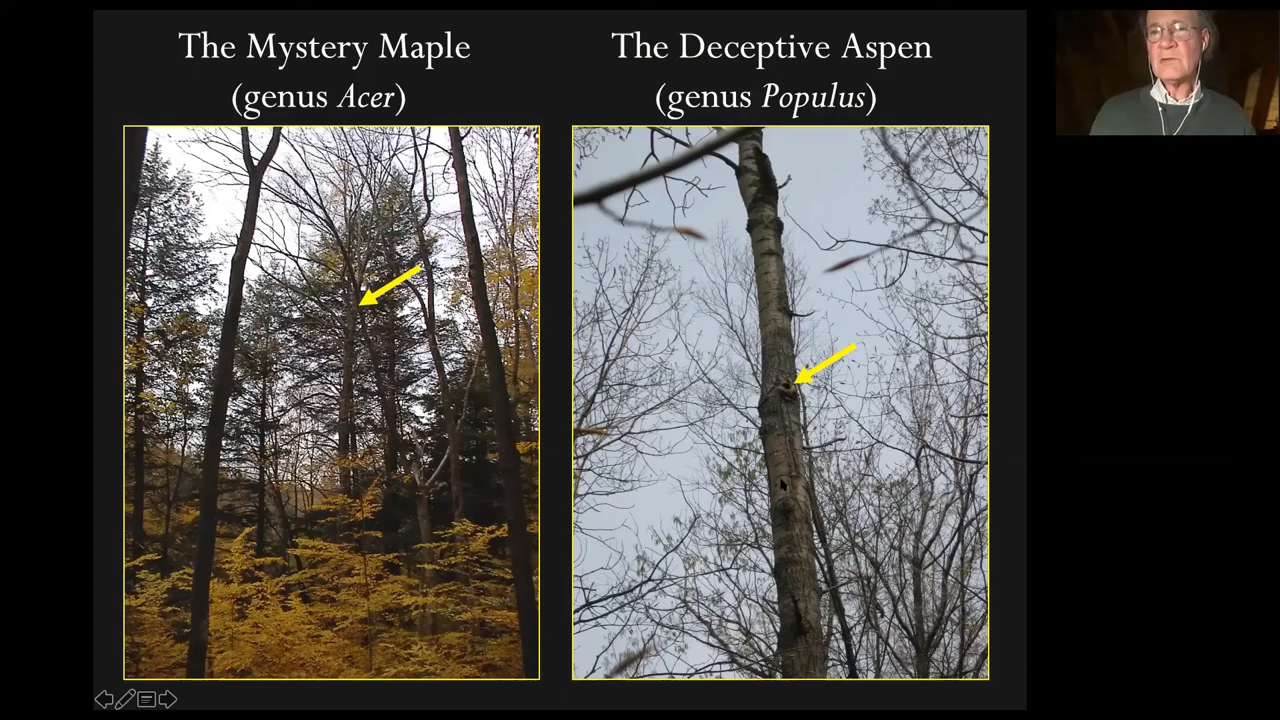 The Mystery Maple
(genus Acer)
The Deceptive Aspen
(genus Populus)